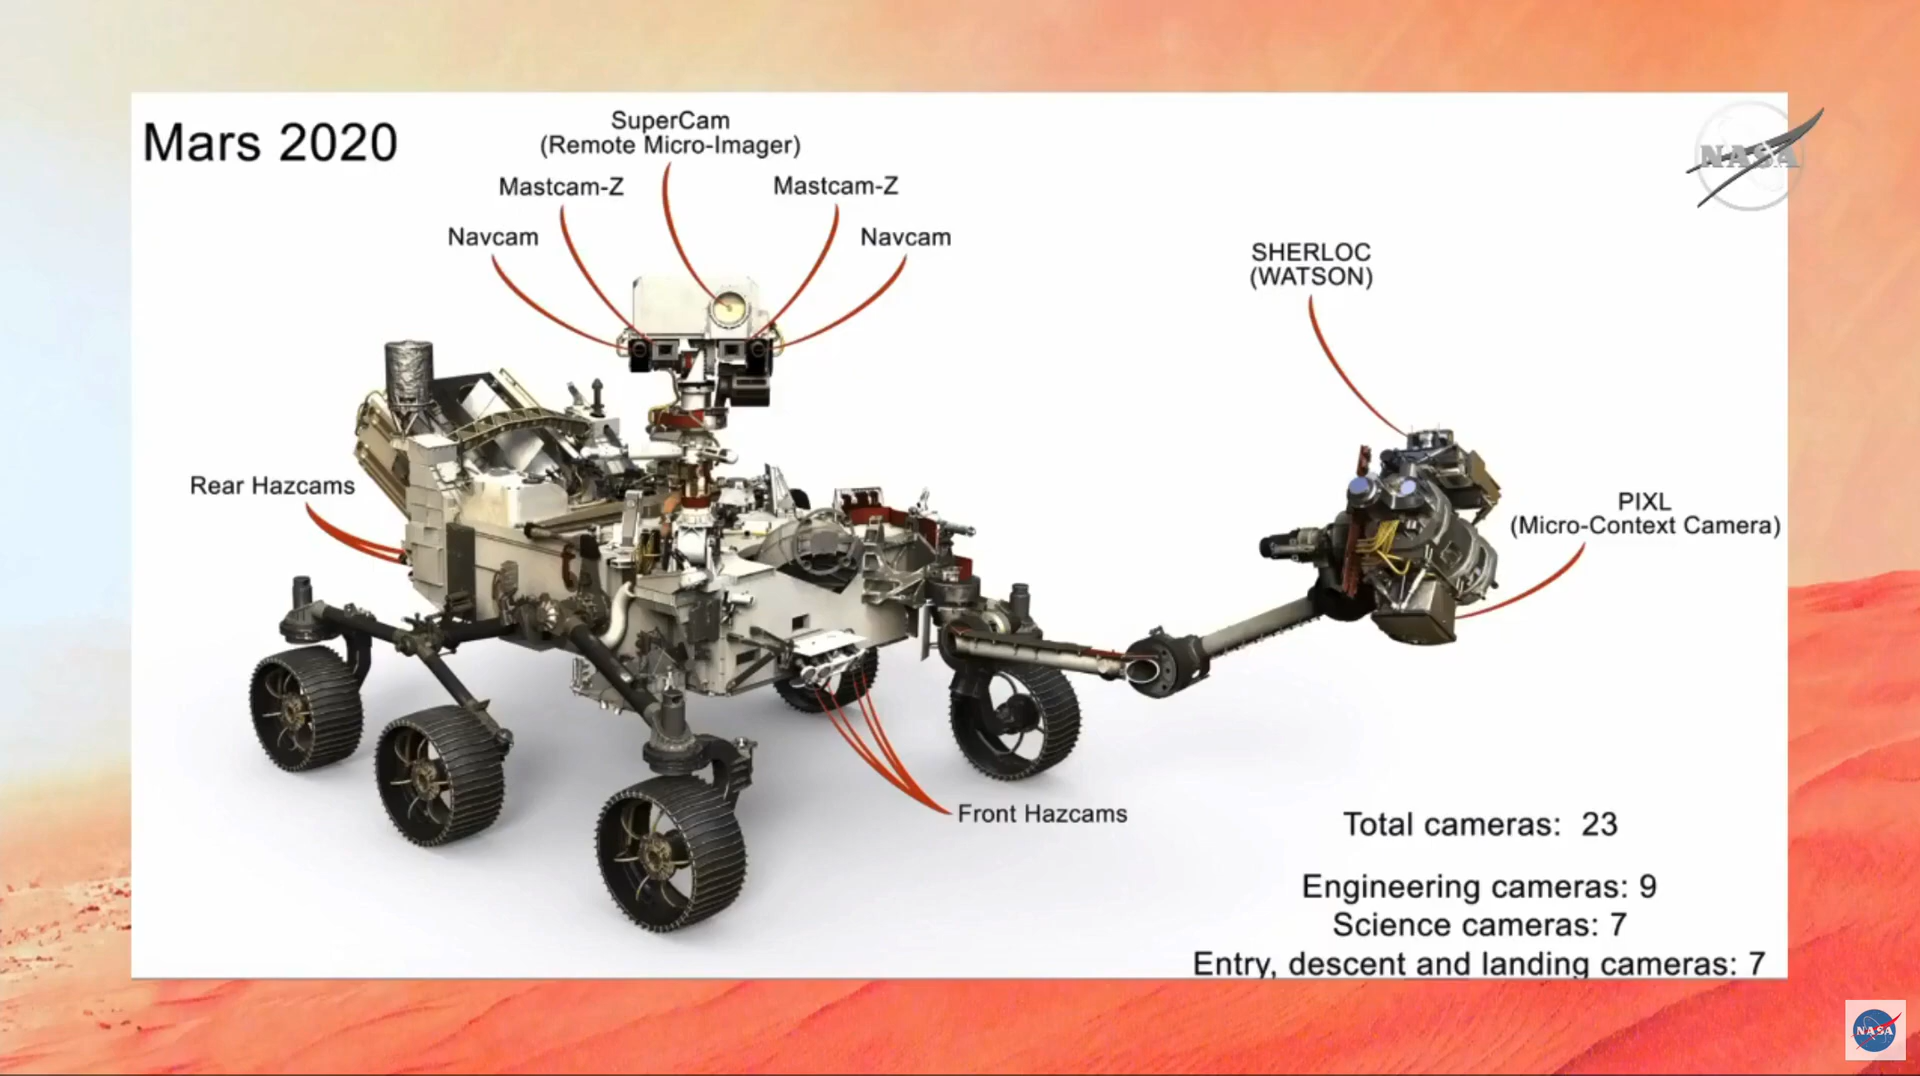 Mars 2020
SuperCam
(Remote Micro-Imager)
Mastcam-Z
Mastcam-Z
Navcam
Navcam
NASA
SHERLOC
(WATSON)
Rear Hazcams
PIXL
(Micro-Context Camera)
Front Hazcams
Total cameras: 23
Engineering cameras: 9
Science cameras: 7
Entry, descent and landing cameras: 7
NASA